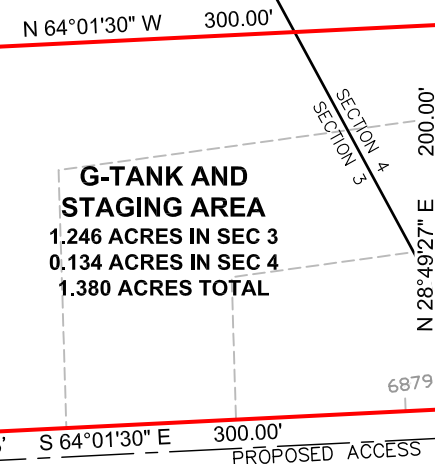 N 64°01'30" W 300.00'
SECTION 4
SECTION 3
200.00'
N 28°49'27" E
G-TANK AND
STAGING AREA
1.246 ACRES IN SEC 3
0.134 ACRES IN SEC 4
1.380 ACRES TOTAL
6879
S 64°01'30" E 300.00'
PROPOSED ACCESS